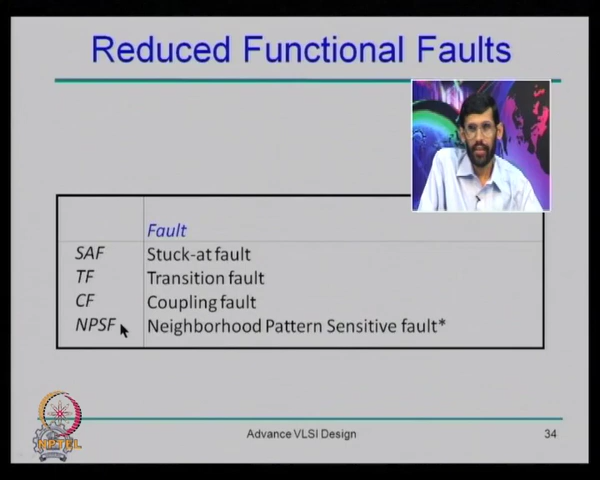 Reduced Functional Faults
Fault
SAF Stuck-at fault
TF Transition fault
CF Coupling fault
NPSF Neighborhood Pattern Sensitive fault*
NPTEL
Advance VLSI Design 34